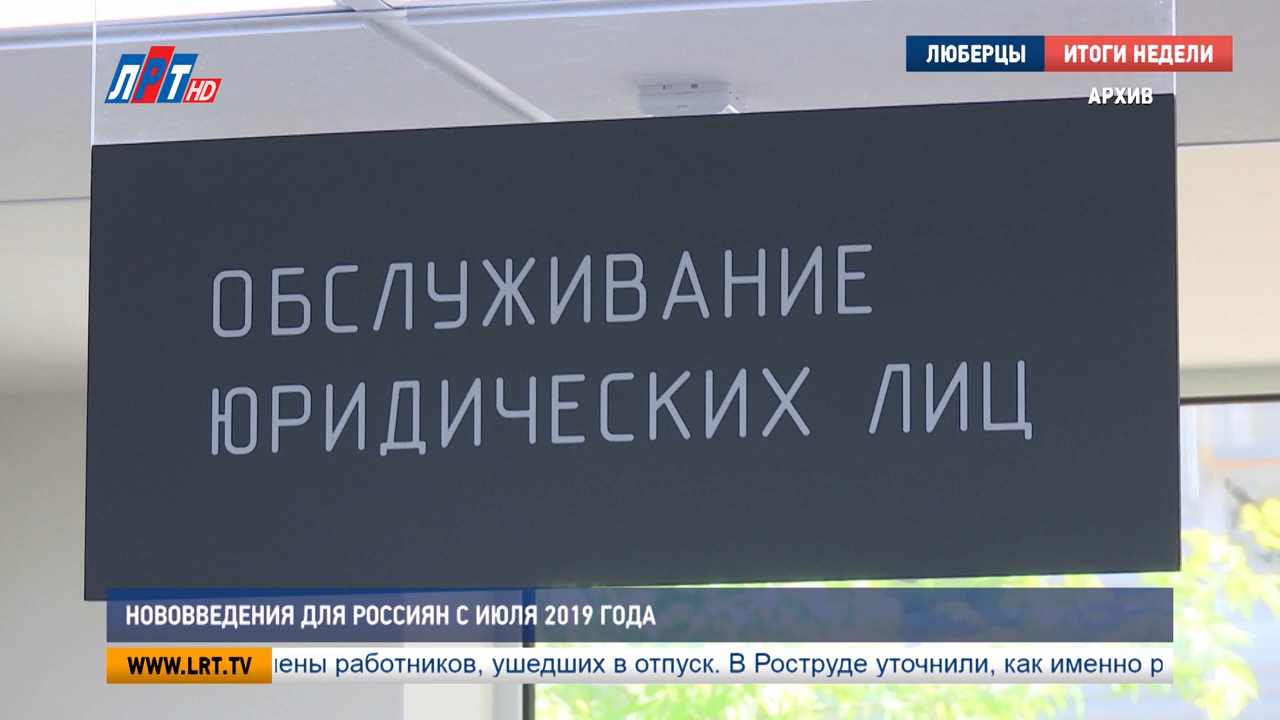 ЛРТ HD
ЛЮБЕРЦЫ ИТОГИ НЕДЕЛИ
АРХИВ
ОБСЛУЖИВАНИЕ
ЮРИДИЧЕСКИХ ЛИЦ
НОВОВВЕДЕНИЯ ДЛЯ РОССИЯН С ИЮЛЯ 2019 ГОДА
WWW.LRT.TV работников, ушедших в отпуск. В Роструде уточнили, как именно